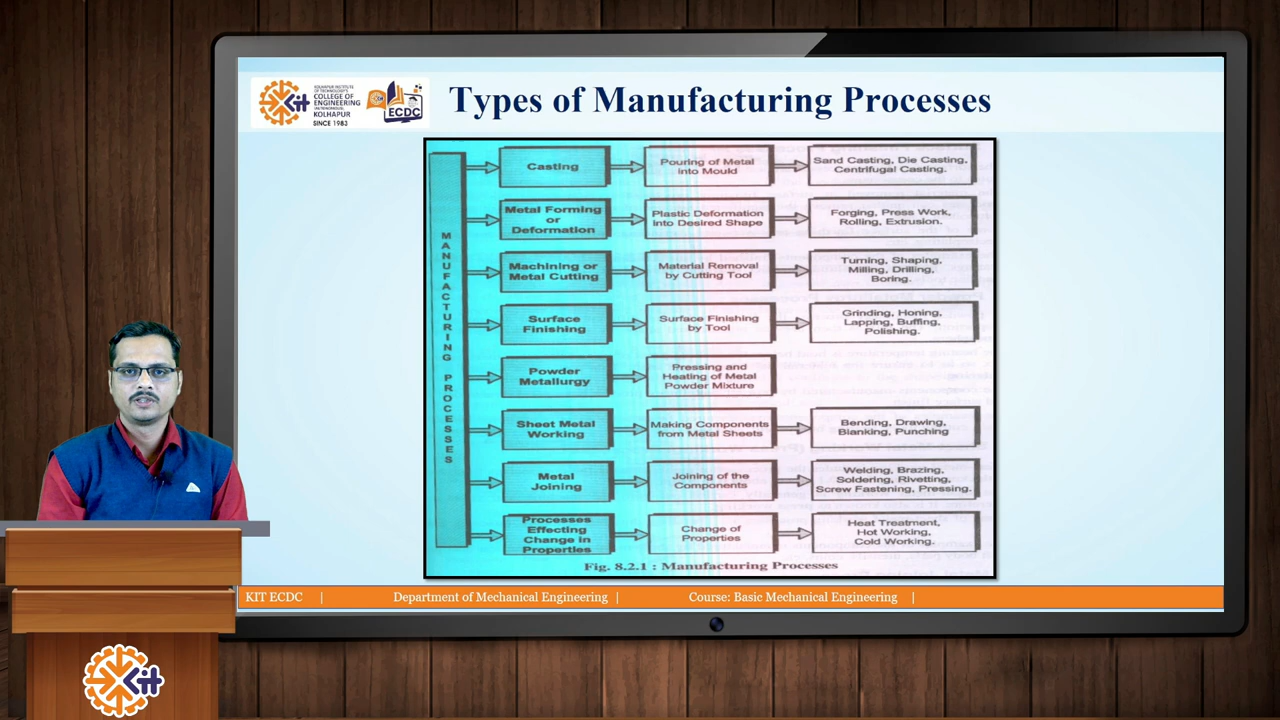 Kit
KOLHAPUR INSTITUTE
OF TECHNOLOGY'S
COLLEGE OF
ENGINEERING
(AUTONOMOUS),
KOLHAPUR
SINCE 1983
ECDC
Types of Manufacturing Processes
MANUFACTURING PROCESSES
Casting
Pouring of Metal
into Mould
Sand Casting, Die Casting,
Centrifugal Casting.
Metal Forming
or
Deformation
Plastic Deformation
into Desired Shape
Forging, Press Work,
Rolling, Extrusion.
Machining or
Metal Cutting
Material Removal
by Cutting Tool
Turning, Shaping,
Milling, Drilling,
Boring.
Surface
Finishing
Surface Finishing
by Tool
Grinding, Honing,
Lapping, Buffing,
Polishing.
Powder
Metallurgy
Pressing and
Heating of Metal
Powder Mixture
Sheet Metal
Working
Making Components
from Metal Sheets
Bending, Drawing,
Blanking, Punching
Metal
Joining
Joining of the
Components
Welding, Brazing,
Soldering, Rivetting,
Screw Fastening, Pressing.
Processes
Effecting
Change in
Properties
Change of
Properties
Heat Treatment,
Hot Working,
Cold Working.
Fig. 8.2.1 : Manufacturing Processes
KIT ECDC | Department of Mechanical Engineering | Course: Basic Mechanical Engineering |
Kit